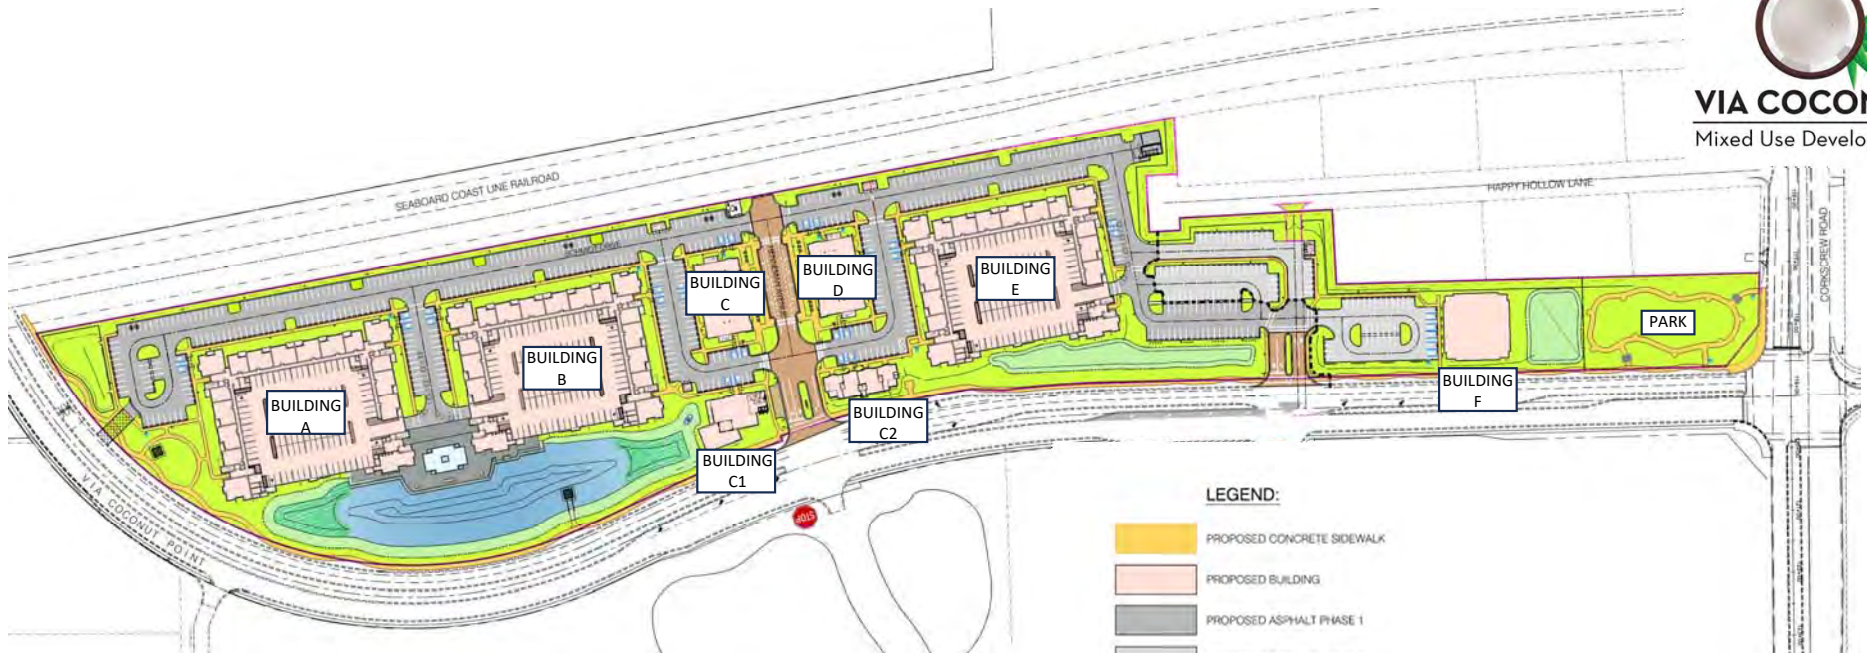 VIA COCON
Mixed Use Develo
SEABOARD COAST LINE RAILROAD
HAPPY HOLLOW LANE
CORKSCREW ROAD
BUILDING
C
BUILDING
D
BUILDING
E
BUILDING
B
BUILDING
A
PARK
BUILDING
F
BUILDING
C2
BUILDING
C1
VIA COCONUT POINT
STOP
LEGEND:
PROPOSED CONCRETE SIDEWALK
PROPOSED BUILDING
PROPOSED ASPHALT PHASE 1